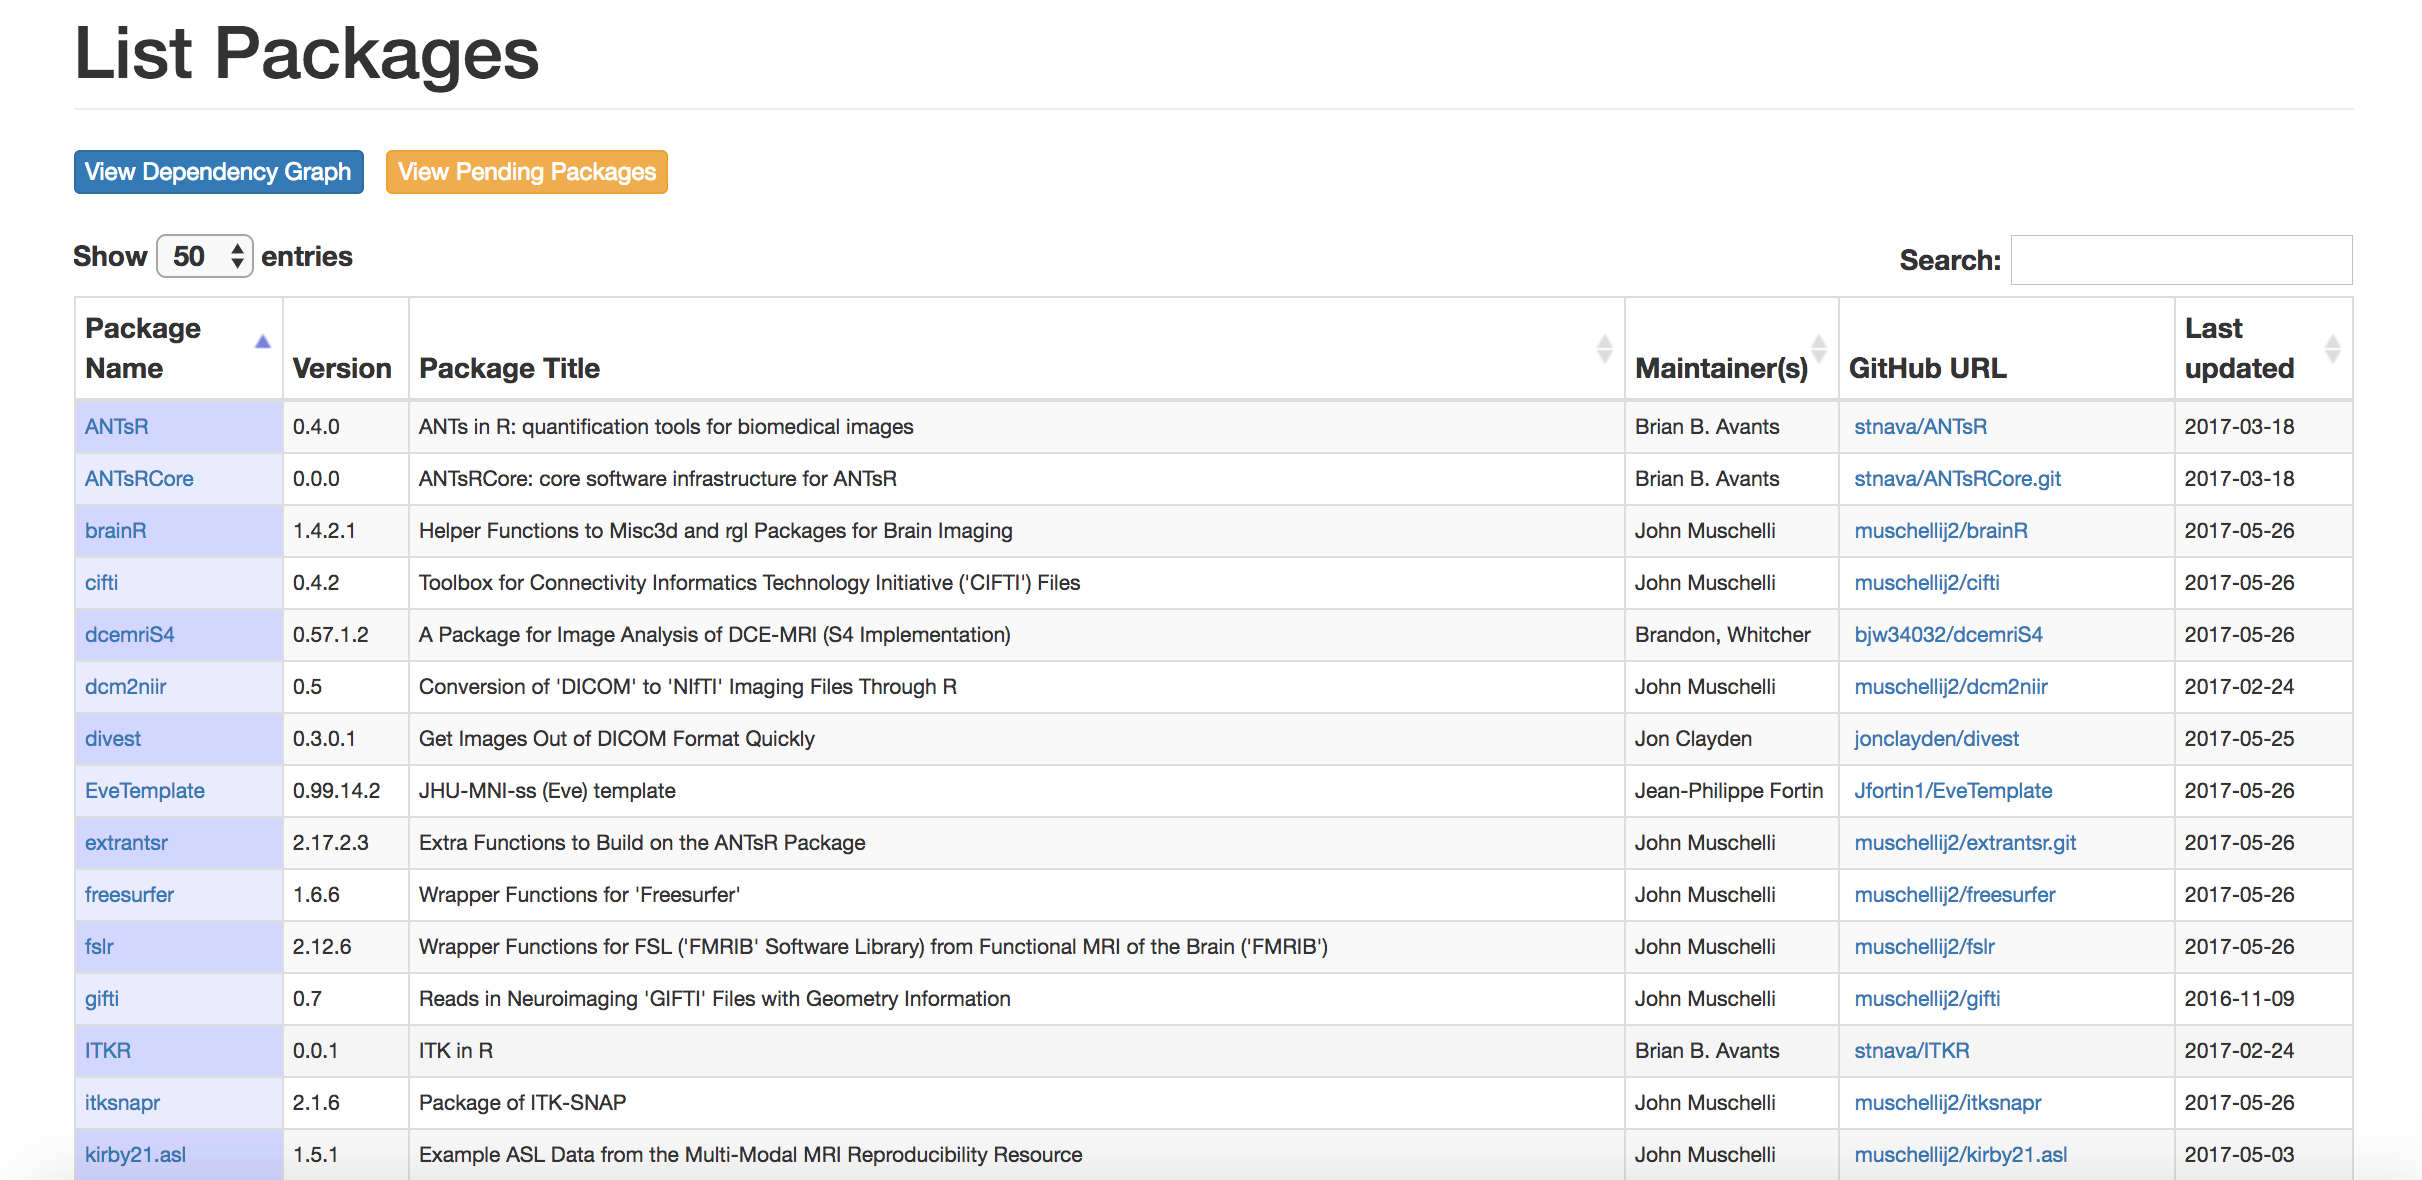 List Packages
View Dependency Graph View Pending Packages
Show 50 entries Search:
Package Name Version Package Title Maintainer(s) GitHub URL Last updated
ANTsR 0.4.0 ANTs in R: quantification tools for biomedical images Brian B. Avants stnava/ANTsR 2017-03-18
ANTsRCore 0.0.0 ANTsRCore: core software infrastructure for ANTsR Brian B. Avants stnava/ANTsRCore.git 2017-03-18
brainR 1.4.2.1 Helper Functions to Misc3d and rgl Packages for Brain Imaging John Muschelli muschellij2/brainR 2017-05-26
cifti 0.4.2 Toolbox for Connectivity Informatics Technology Initiative ('CIFTI') Files John Muschelli muschellij2/cifti 2017-05-26
dcemriS4 0.57.1.2 A Package for Image Analysis of DCE-MRI (S4 Implementation) Brandon, Whitcher bjw34032/dcemriS4 2017-05-26
dcm2niir 0.5 Conversion of 'DICOM' to 'NIfTI' Imaging Files Through R John Muschelli muschellij2/dcm2niir 2017-02-24
divest 0.3.0.1 Get Images Out of DICOM Format Quickly Jon Clayden jonclayden/divest 2017-05-25
EveTemplate 0.99.14.2 JHU-MNI-ss (Eve) template Jean-Philippe Fortin Jfortin1/EveTemplate 2017-05-26
extrantsr 2.17.2.3 Extra Functions to Build on the ANTsR Package John Muschelli muschellij2/extrantsr.git 2017-05-26
freesurfer 1.6.6 Wrapper Functions for 'Freesurfer' John Muschelli muschellij2/freesurfer 2017-05-26
fslr 2.12.6 Wrapper Functions for FSL ('FMRIB' Software Library) from Functional MRI of the Brain ('FMRIB') John Muschelli muschellij2/fslr 2017-05-26
gifti 0.7 Reads in Neuroimaging 'GIFTI' Files with Geometry Information John Muschelli muschellij2/gifti 2016-11-09
ITKR 0.0.1 ITK in R Brian B. Avants stnava/ITKR 2017-02-24
itksnapr 2.1.6 Package of ITK-SNAP John Muschelli muschellij2/itksnapr 2017-05-26
kirby21.asl 1.5.1 Example ASL Data from the Multi-Modal MRI Reproducibility Resource John Muschelli muschellij2/kirby21.asl 2017-05-03